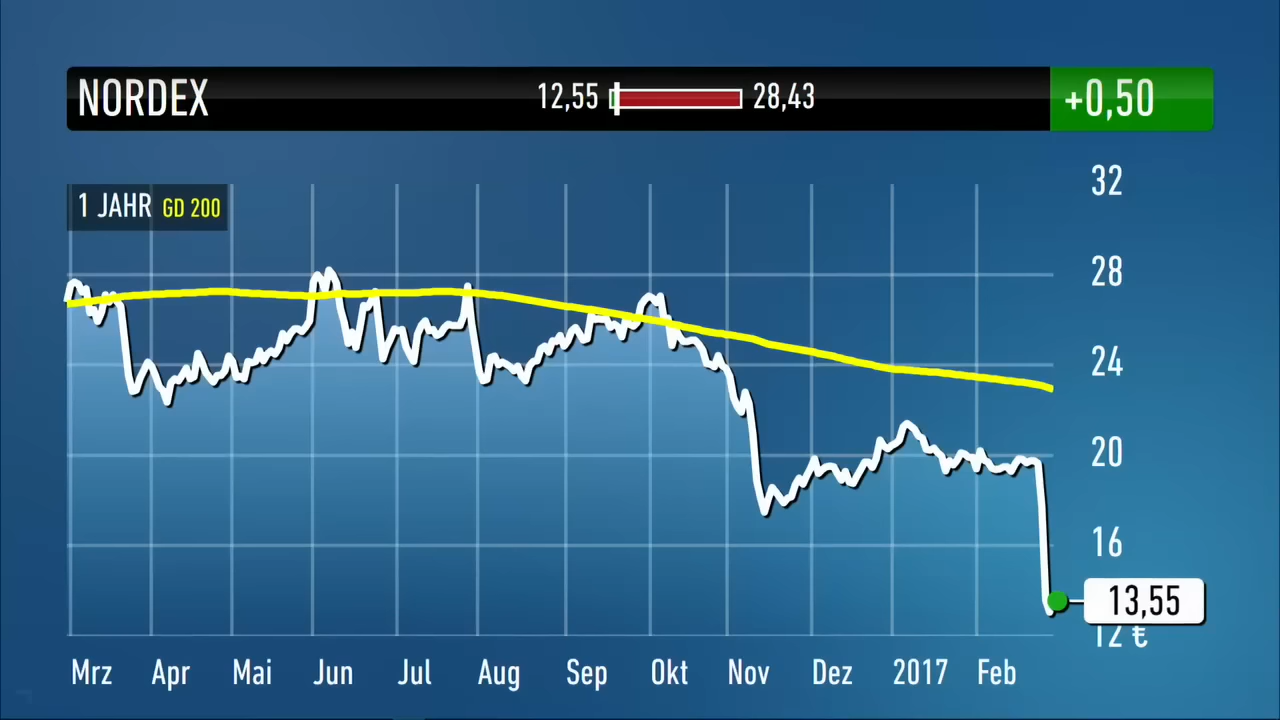 NORDEX 12,55 28,43 +0,50
1 JAHR GD 200
32
28
24
20
16
13,55
12 €
Mrz Apr Mai Jun Jul Aug Sep Okt Nov Dez 2017 Feb